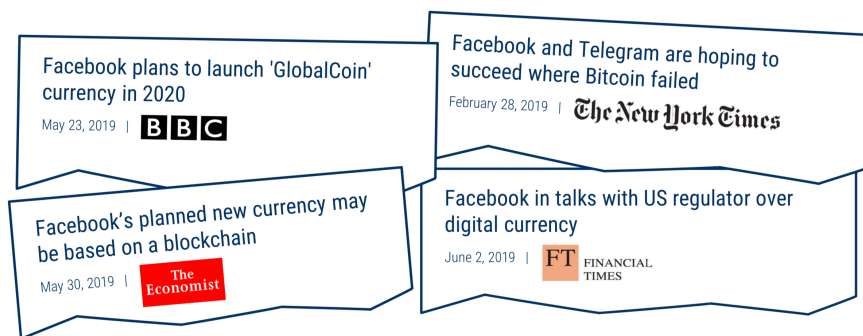 Facebook plans to launch 'GlobalCoin'
currency in 2020
May 23, 2019 | BBC
Facebook and Telegram are hoping to
succeed where Bitcoin failed
February 28, 2019 | The New York Times
Facebook's planned new currency may
be based on a blockchain
May 30, 2019 | The
Economist
Facebook in talks with US regulator over
digital currency
June 2, 2019 | FT FINANCIAL
TIMES